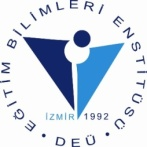 EĞİTİM BİLİMLERİ ENSTİTÜSÜ
İZMİR 1992
• DEÜ •